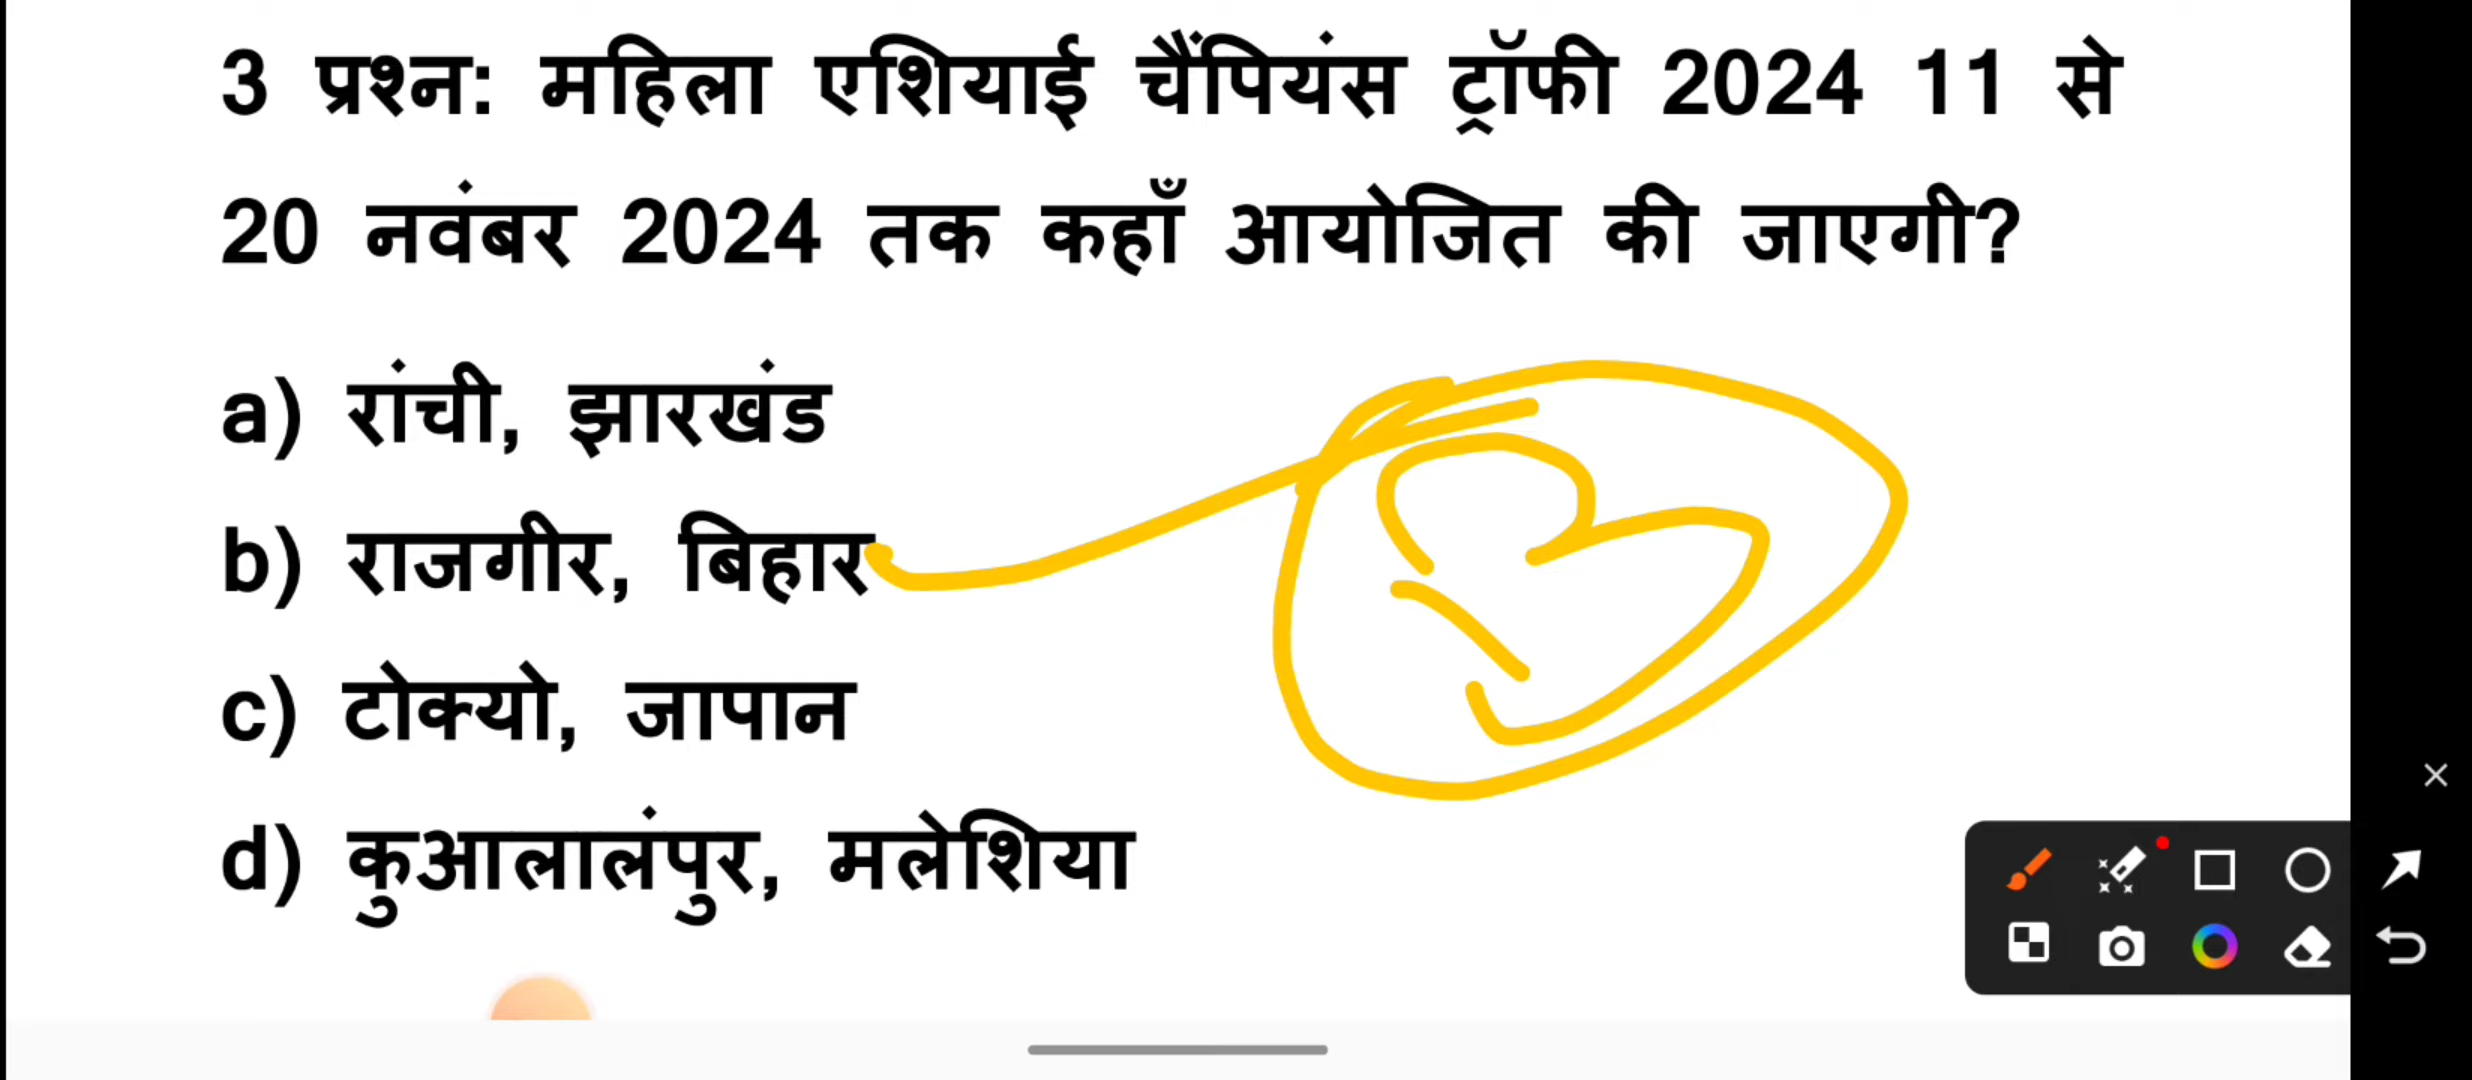 3 प्रश्न: महिला एशियाई चैंपियंस ट्रॉफी 2024 11 से
20 नवंबर 2024 तक कहाँ आयोजित की जाएगी?
a) रांची, झारखंड
b) राजगीर, बिहार
c) टोक्यो, जापान
d) कुआलालंपुर, मलेशिया